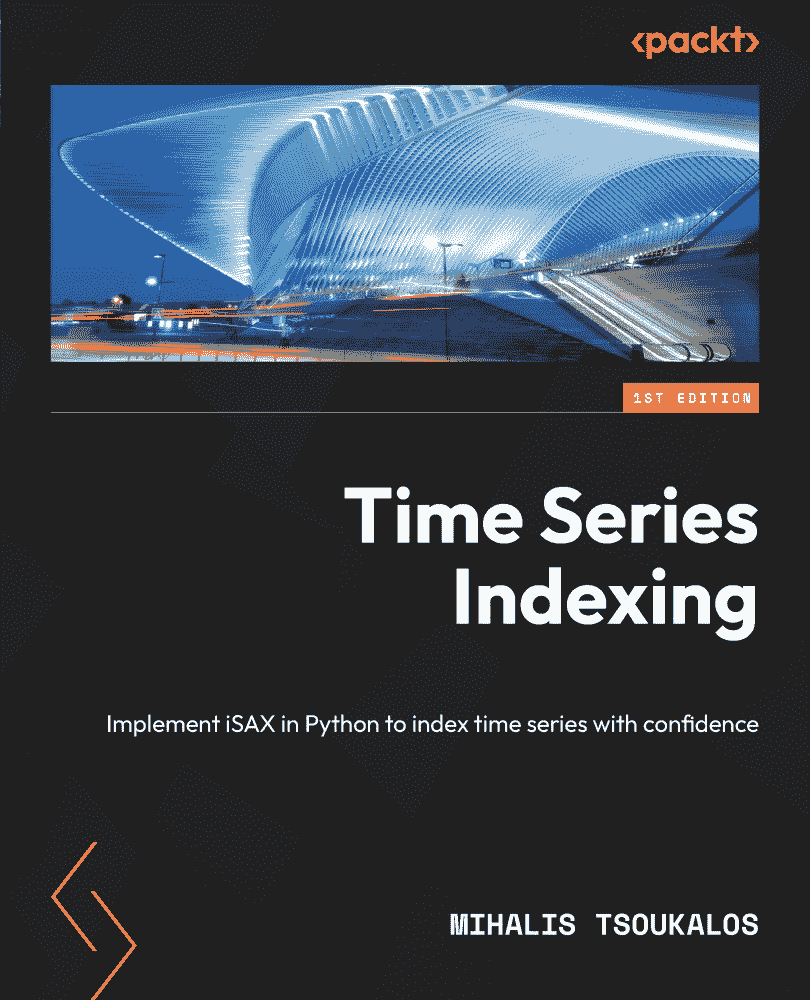 <packt>
1ST EDITION
Time Series
Indexing
Implement iSAX in Python to index time series with confidence
MIHALIS TSOUKALOS